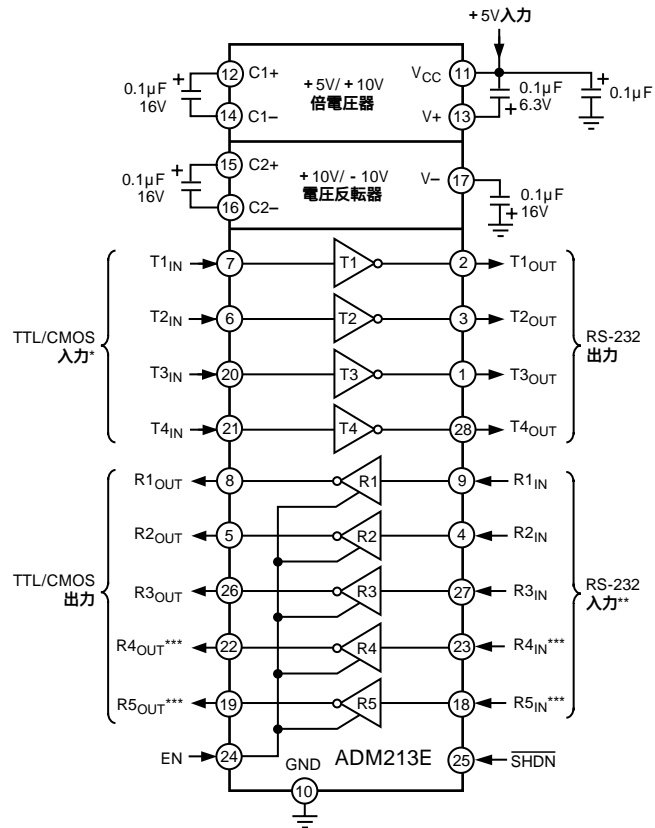 +5V入力
12 C1+ +5V/+10V VCC 11
0.1µF + 倍電圧器 0.1µF + 0.1µF
16V 14 C1– V+ 13 + 6.3V
15 C2+ +10V/-10V V– 17
0.1µF + 電圧反転器 0.1µF
16V 16 C2– + 16V
T1IN 7 T1 2 T1OUT
T2IN 6 T2 3 T2OUT
TTL/CMOS RS-232
入力* 出力
T3IN 20 T3 1 T3OUT
T4IN 21 T4 28 T4OUT
R1OUT 8 R1 9 R1IN
R2OUT 5 R2 4 R2IN
TTL/CMOS RS-232
出力 入力**
R3OUT 26 R3 27 R3IN
R4OUT*** 22 R4 23 R4IN***
R5OUT*** 19 R5 18 R5IN***
EN 24 GND ADM213E 25 SHDN
10